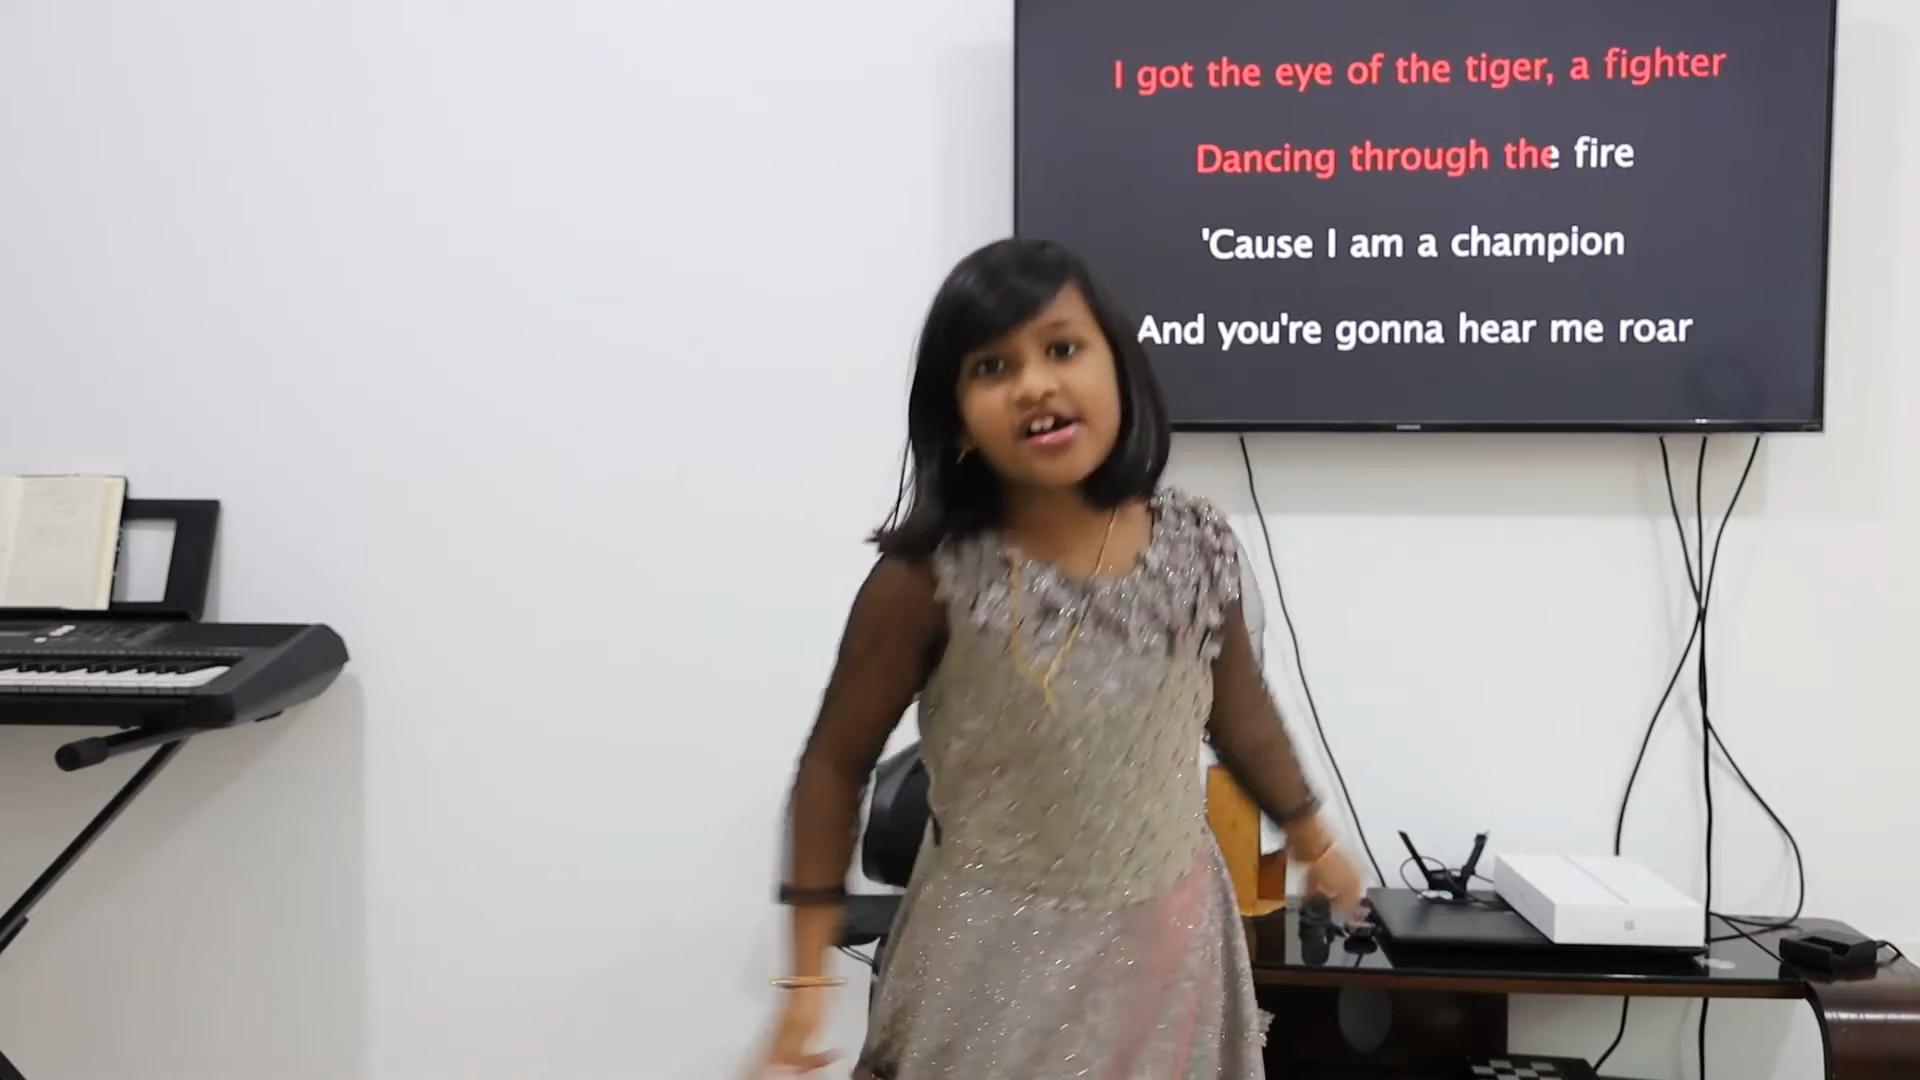 I got the eye of the tiger, a fighter
Dancing through the fire
'Cause I am a champion
And you're gonna hear me roar
SAMSUNG